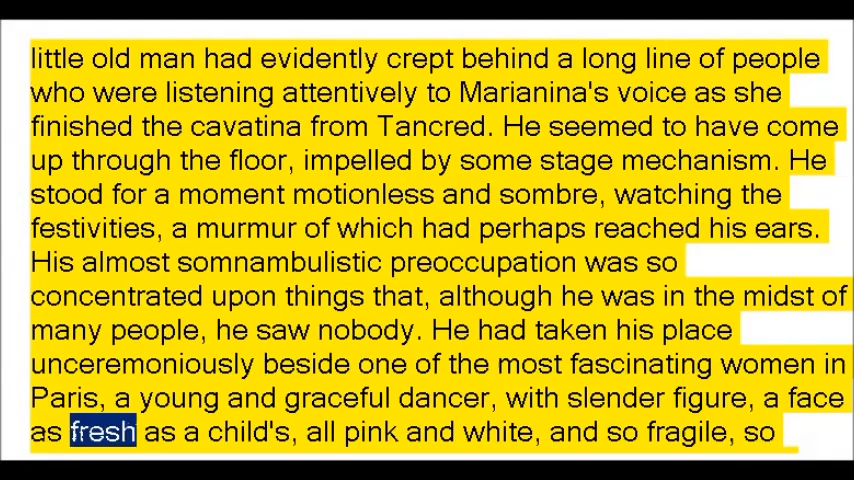 little old man had evidently crept behind a long line of people
who were listening attentively to Marianina's voice as she
finished the cavatina from Tancred. He seemed to have come
up through the floor, impelled by some stage mechanism. He
stood for a moment motionless and sombre, watching the
festivities, a murmur of which had perhaps reached his ears.
His almost somnambulistic preoccupation was so
concentrated upon things that, although he was in the midst of
many people, he saw nobody. He had taken his place
unceremoniously beside one of the most fascinating women in
Paris, a young and graceful dancer, with slender figure, a face
as fresh as a child's, all pink and white, and so fragile, so